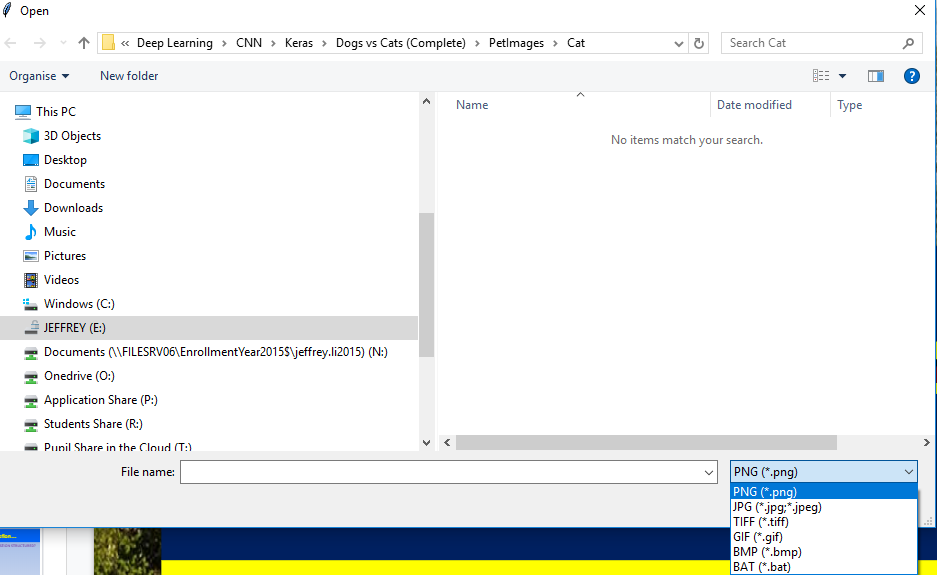 Open
« Deep Learning > CNN > Keras > Dogs vs Cats (Complete) > PetImages > Cat
Search Cat
Organise
New folder
?
This PC
3D Objects
Desktop
Documents
Downloads
Music
Pictures
Videos
Windows (C:)
JEFFREY (E:)
Documents (\\FILESRV06\EnrollmentYear2015$\jeffrey.li2015) (N:)
Onedrive (O:)
Application Share (P:)
Students Share (R:)
Pupil Share in the Cloud (T:)
Name
Date modified
Type
No items match your search.
File name:
PNG (*.png)
PNG (*.png)
JPG (*.jpg;*.jpeg)
TIFF (*.tiff)
GIF (*.gif)
BMP (*.bmp)
BAT (*.bat)